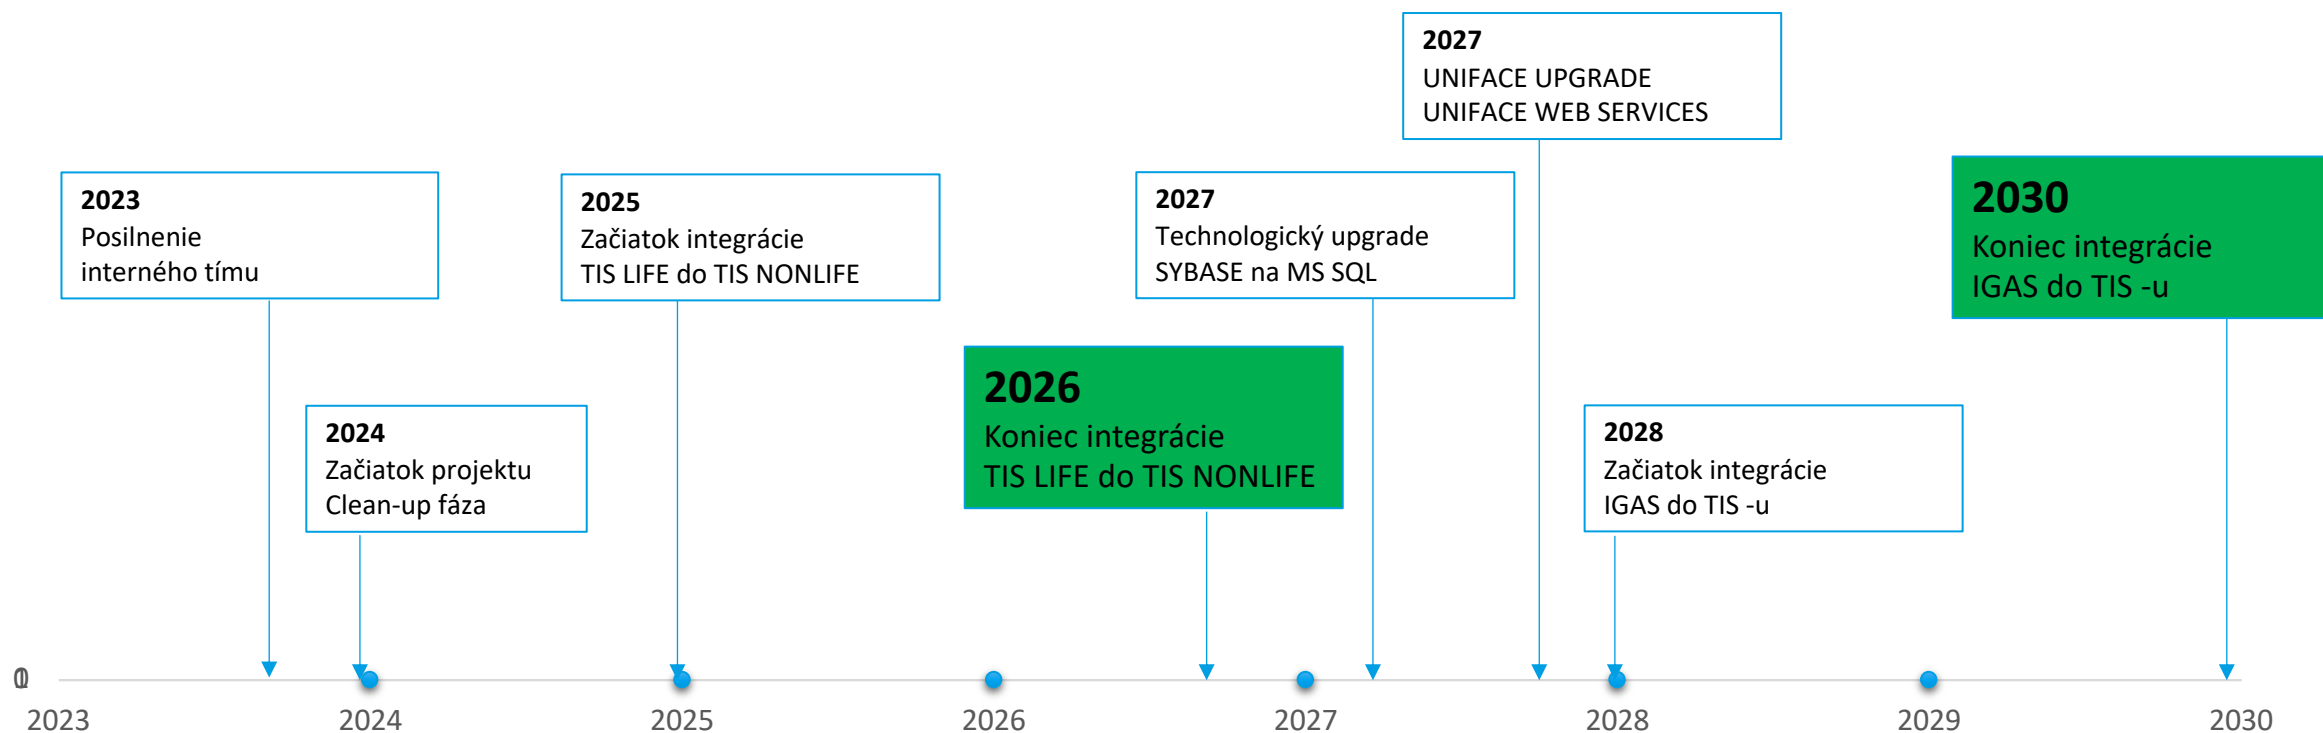 2027
UNIFACE UPGRADE
UNIFACE WEB SERVICES
2023
Posilnenie
interného tímu
2025
Začiatok integrácie
TIS LIFE do TIS NONLIFE
2027
Technologický upgrade
SYBASE na MS SQL
2030
Koniec integrácie
IGAS do TIS -u
2026
Koniec integrácie
TIS LIFE do TIS NONLIFE
2024
Začiatok projektu
Clean-up fáza
2028
Začiatok integrácie
IGAS do TIS -u
2023 2024 2025 2026 2027 2028 2029 2030